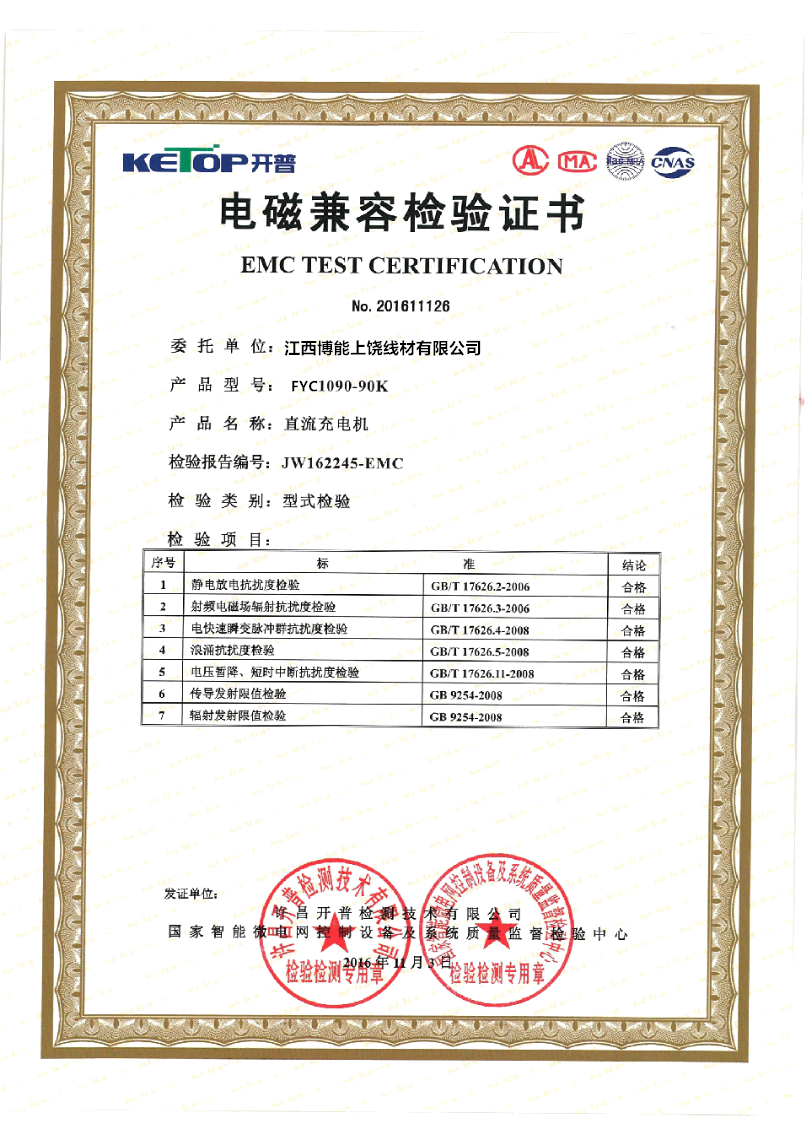 KETOP开普
AL
MA
ilac-MRA
CNAS
电磁兼容检验证书
EMC TEST CERTIFICATION
No. 201611126
委托单位：江西博能上饶线材有限公司
产品型号： FYC1090-90K
产品名称：直流充电机
检验报告编号：JW162245-EMC
检验类别：型式检验
检验项目：
序号 标 准 结论
1 静电放电抗扰度检验 GB/T 17626.2-2006 合格
2 射频电磁场辐射抗扰度检验 GB/T 17626.3-2006 合格
3 电快速瞬变脉冲群抗扰度检验 GB/T 17626.4-2008 合格
4 浪涌抗扰度检验 GB/T 17626.5-2008 合格
5 电压暂降、短时中断抗扰度检验 GB/T 17626.11-2008 合格
6 传导发射限值检验 GB 9254-2008 合格
7 辐射发射限值检验 GB 9254-2008 合格
发证单位：
许昌开普检测技术有限公司
国家智能微电网控制设备及系统质量监督检验中心
2016年11月3日
许昌开普检测技术有限公司
检验检测专用章
国家智能微电网控制设备及系统质量监督检验中心
检验检测专用章